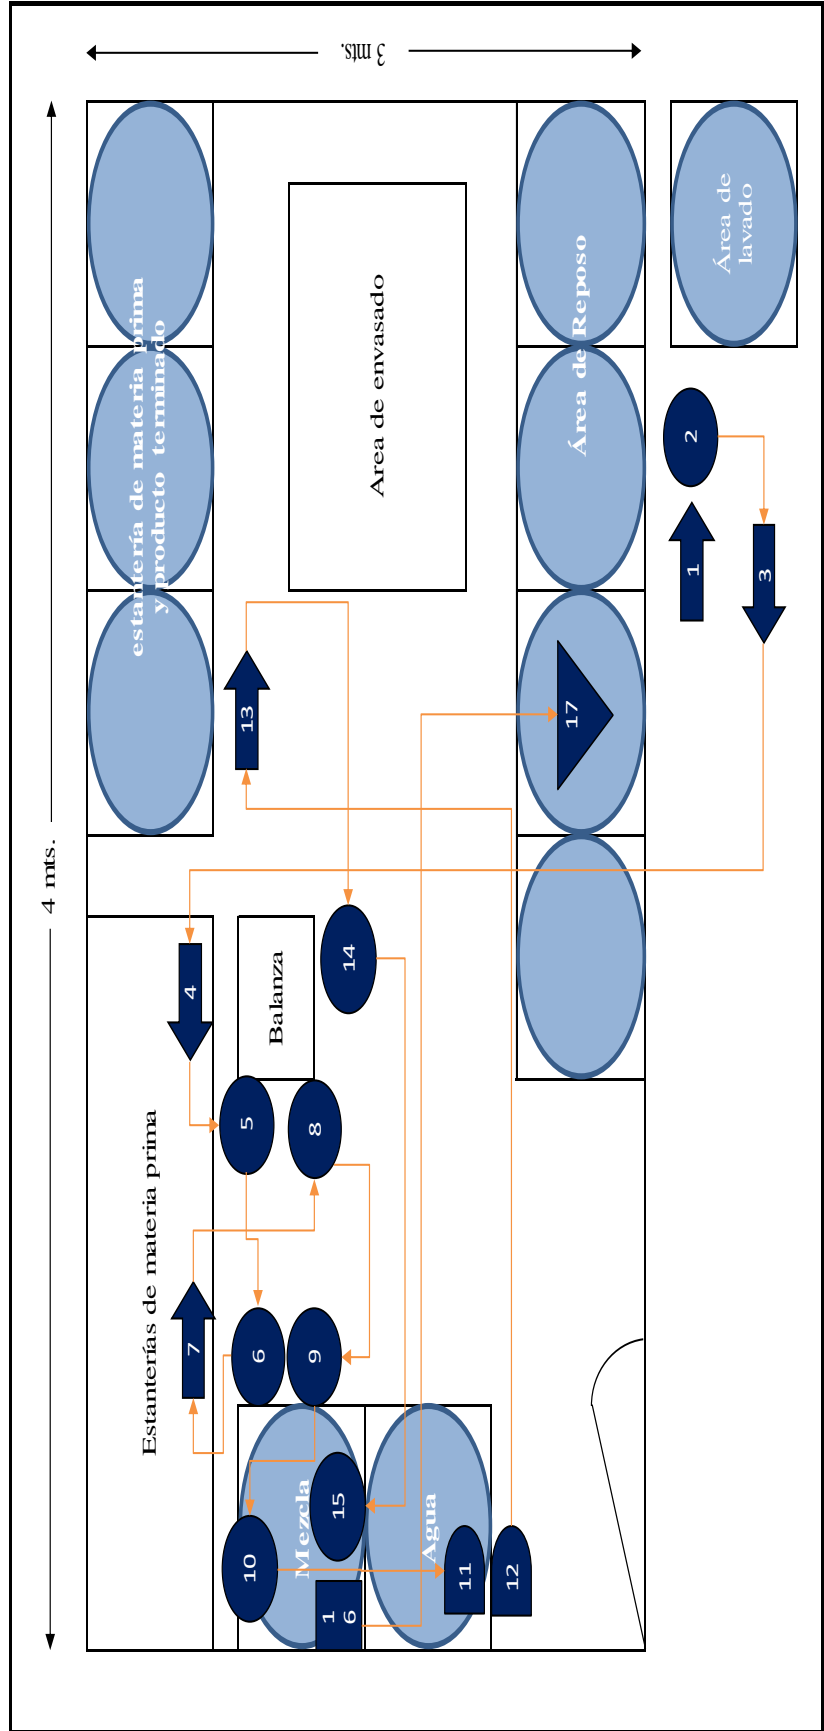 4 mts.
estantería de materia prima
y producto terminado
Estanterías de materia prima
7
4
10
6
5
13
Balanza
Mezcla
9
8
15
14
1
6
3 mts.
Area de envasado
Agua
11
12
17
Área de Reposo
1
2
Área de
lavado
3